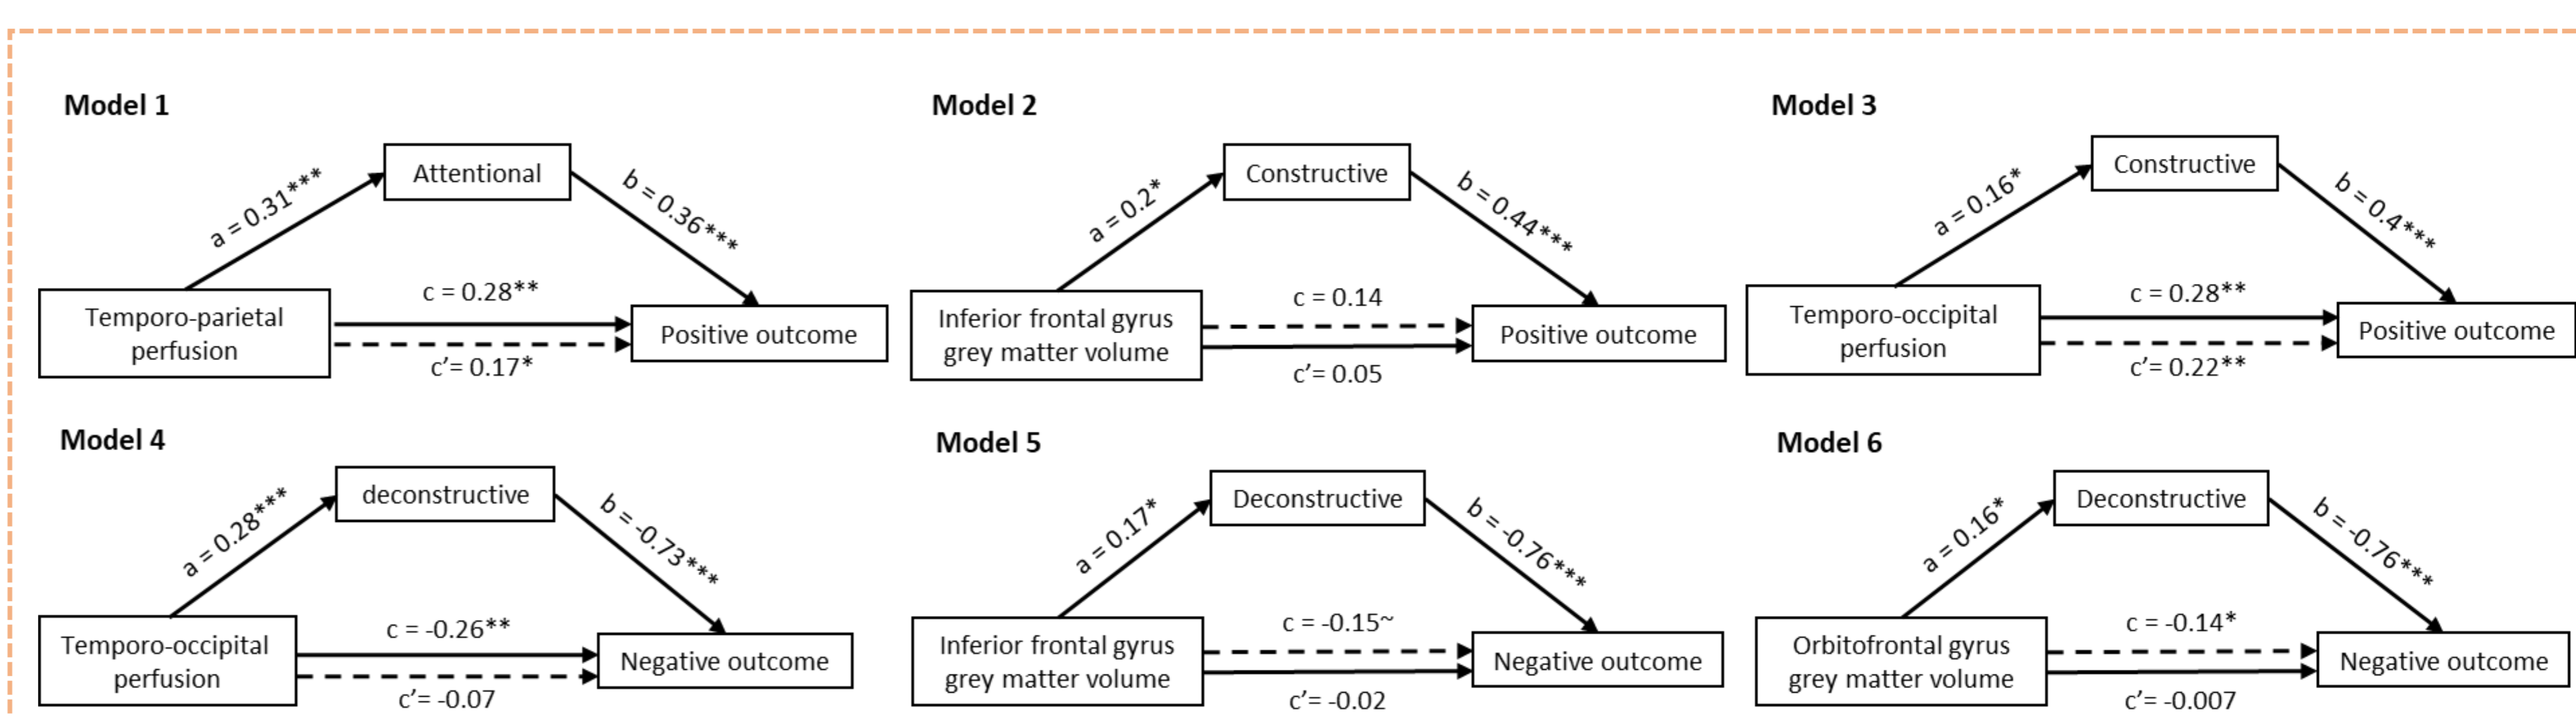 Model 1
Attentional
a = 0.31***
b = 0.36***
c = 0.28**
Temporo-parietal
perfusion
Positive outcome
c’= 0.17*
Model 2
Constructive
a = 0.2*
b = 0.44***
c = 0.14
Inferior frontal gyrus
grey matter volume
Positive outcome
c’= 0.05
Model 3
Constructive
a = 0.16*
b = 0.4***
c = 0.28**
Temporo-occipital
perfusion
Positive outcome
c’= 0.22**
Model 4
deconstructive
a = 0.28***
b = -0.73***
c = -0.26**
Temporo-occipital
perfusion
Negative outcome
c’= -0.07
Model 5
Deconstructive
a = 0.17*
b = -0.76***
c = -0.15~
Inferior frontal gyrus
grey matter volume
Negative outcome
c’= -0.02
Model 6
Deconstructive
a = 0.16*
b = -0.76***
c = -0.14*
Orbitofrontal gyrus
grey matter volume
Negative outcome
c’= -0.007